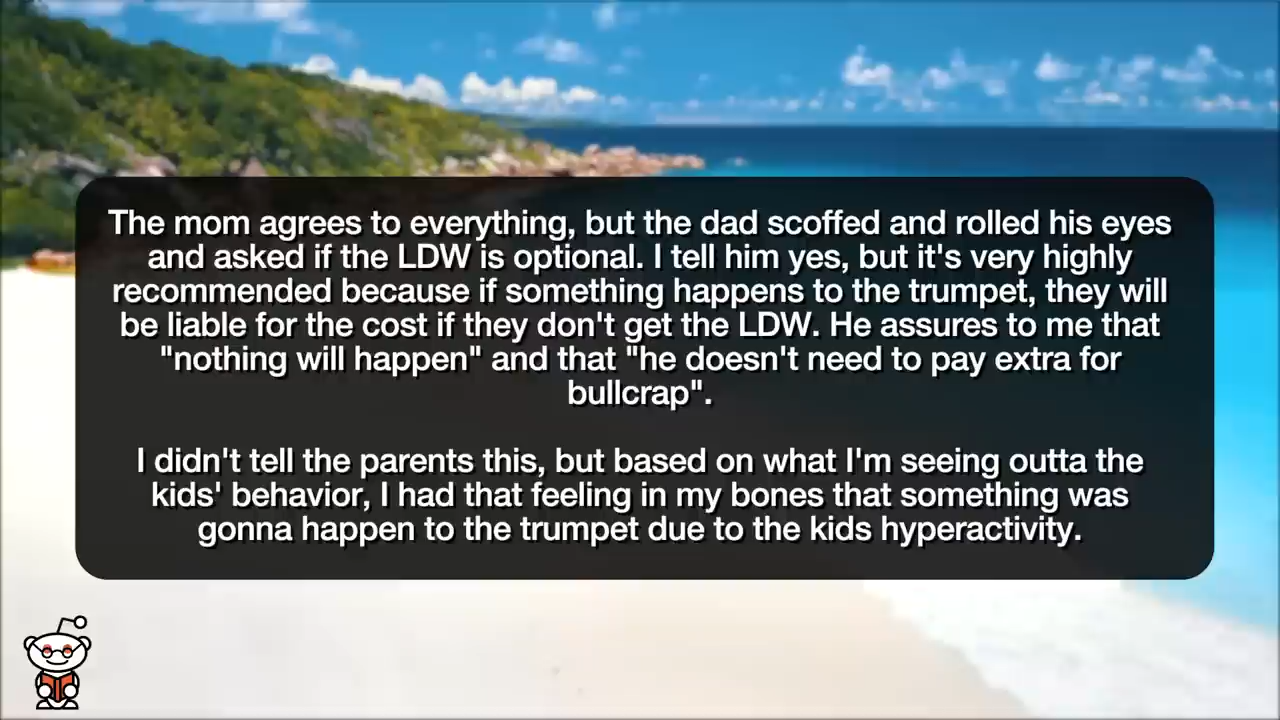 The mom agrees to everything, but the dad scoffed and rolled his eyes
and asked if the LDW is optional. I tell him yes, but it's very highly
recommended because if something happens to the trumpet, they will
be liable for the cost if they don't get the LDW. He assures to me that
"nothing will happen" and that "he doesn't need to pay extra for
bullcrap".
I didn't tell the parents this, but based on what I'm seeing outta the
kids' behavior, I had that feeling in my bones that something was
gonna happen to the trumpet due to the kids hyperactivity.